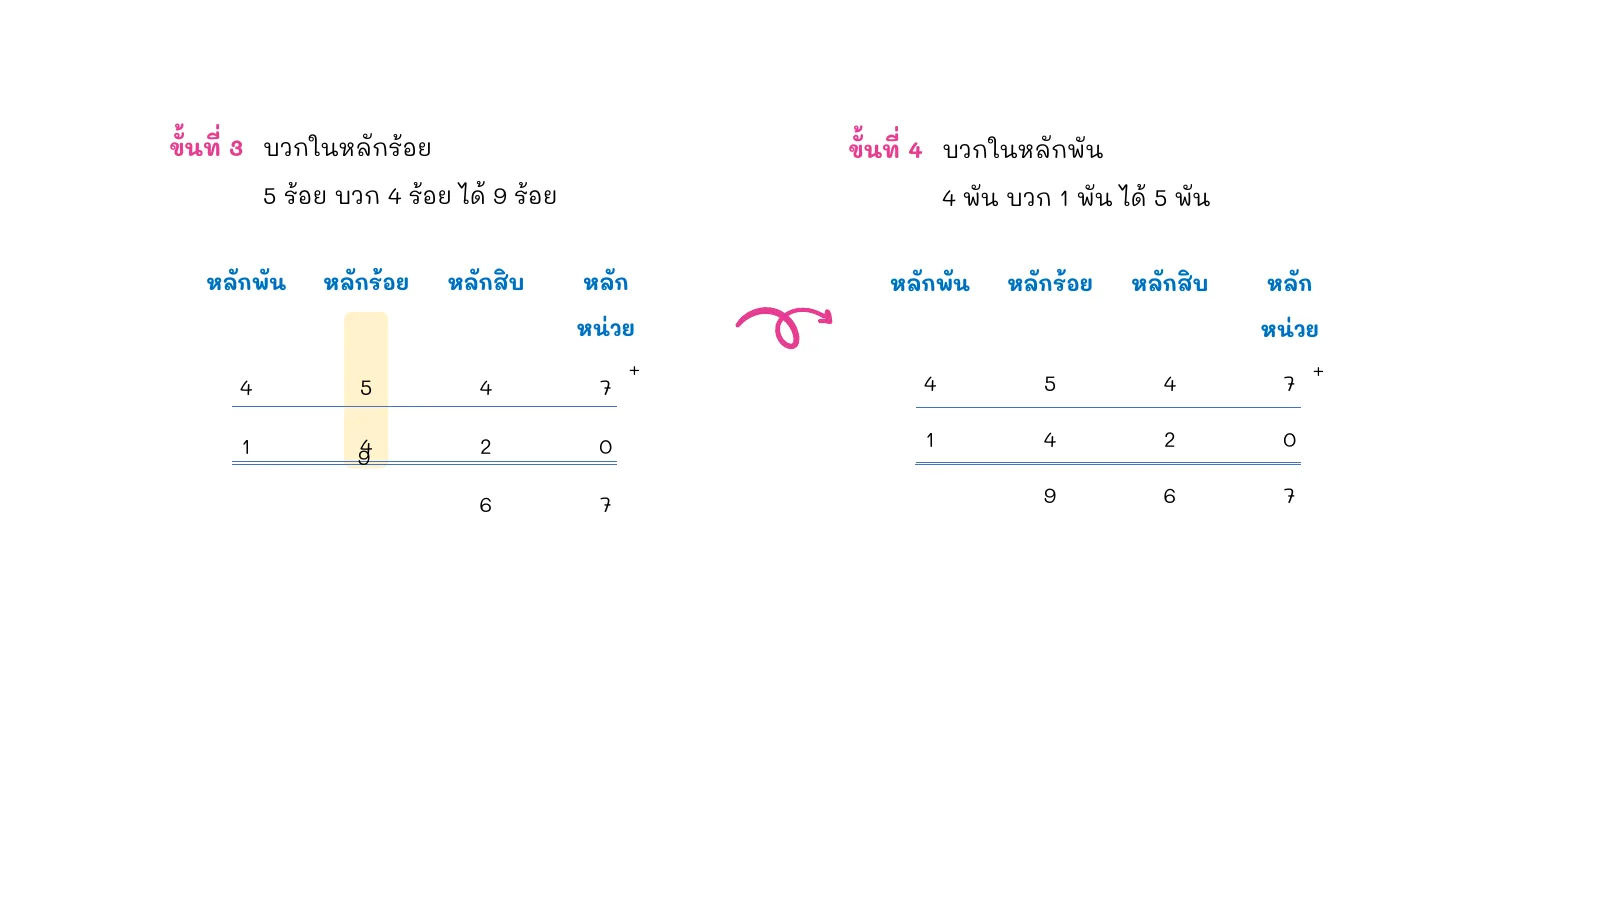 ขั้นที่ 3 บวกในหลักร้อย
5 ร้อย บวก 4 ร้อย ได้ 9 ร้อย
หลักพัน หลักร้อย หลักสิบ หลัก
หน่วย
+
4 5 4 7
1 4 2 0
9
6 7
ขั้นที่ 4 บวกในหลักพัน
4 พัน บวก 1 พัน ได้ 5 พัน
หลักพัน หลักร้อย หลักสิบ หลัก
หน่วย
+
4 5 4 7
1 4 2 0
9 6 7